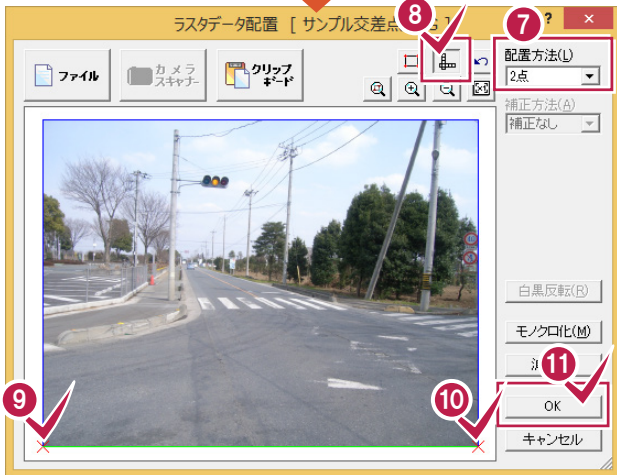 ラスタデータ配置 [ サンプル交差点
8
?
×
7
ファイル
カメラ
スキャナー
クリップ
ボード
配置方法(L)
2点
補正方法(A)
補正なし
白黒反転(R)
モノクロ化(M)
11
9
10
OK
キャンセル